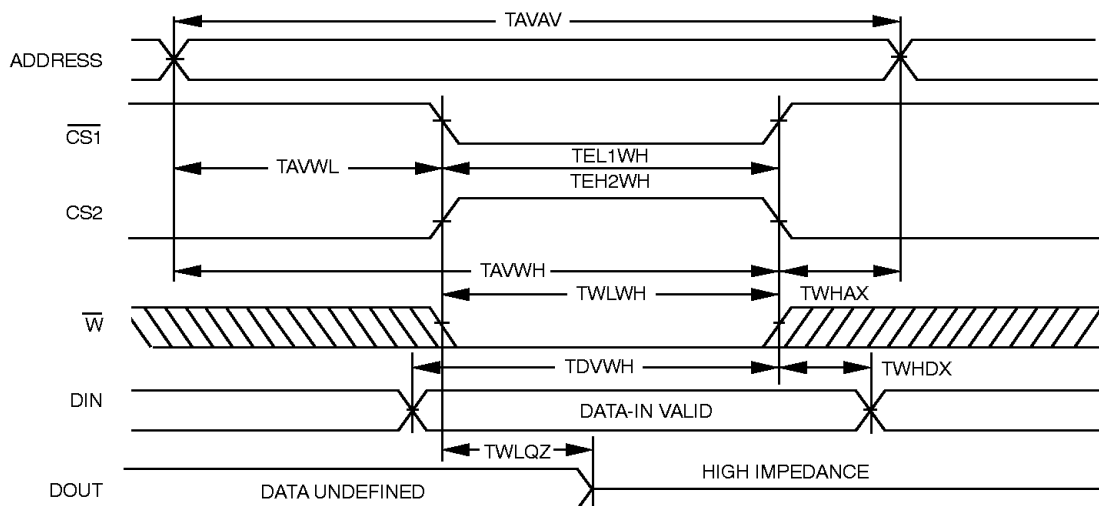 TAVAV
ADDRESS
CS1
TEL1WH
TAVWL
TEH2WH
CS2
TAVWH
TWLWH
TWHAX
W
TDVWH
TWHDX
DIN
DATA-IN VALID
TWLQZ
HIGH IMPEDANCE
DOUT
DATA UNDEFINED